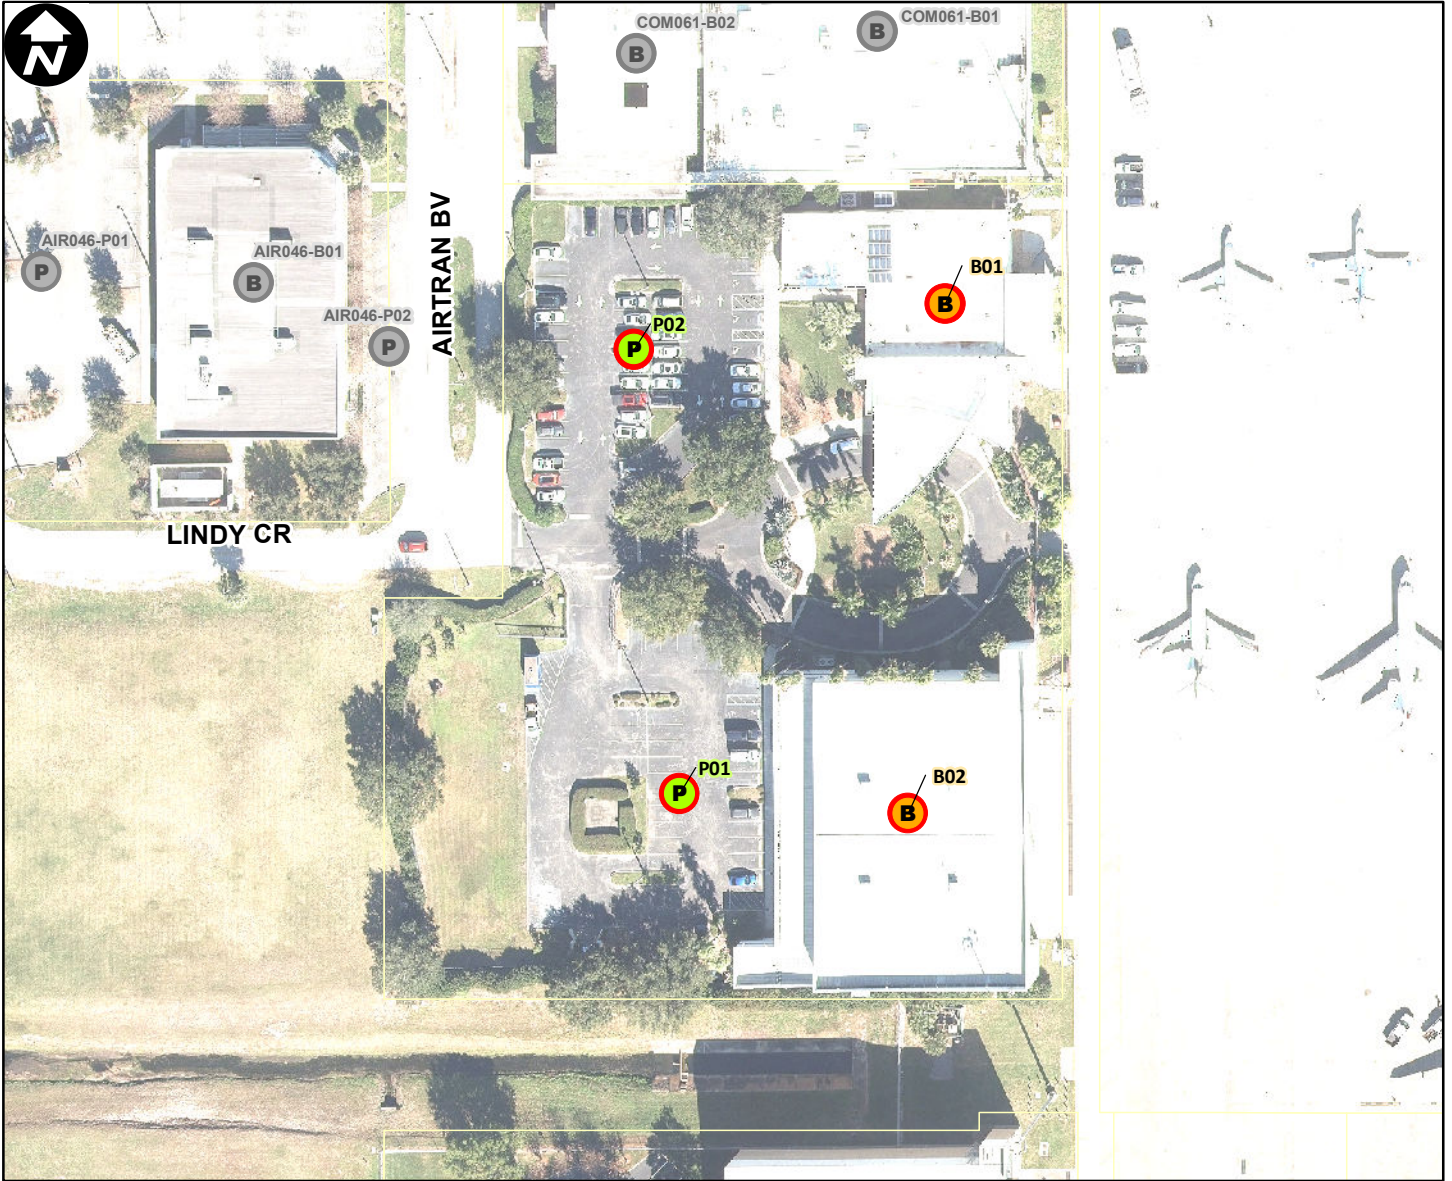 COM061-B02
COM061-B01
B
B
N
AIR046-P01
P
AIR046-B01
B
AIR046-P02
P
AIRTRAN BV
B01
B
P02
P
LINDY CR
P01
P
B02
B